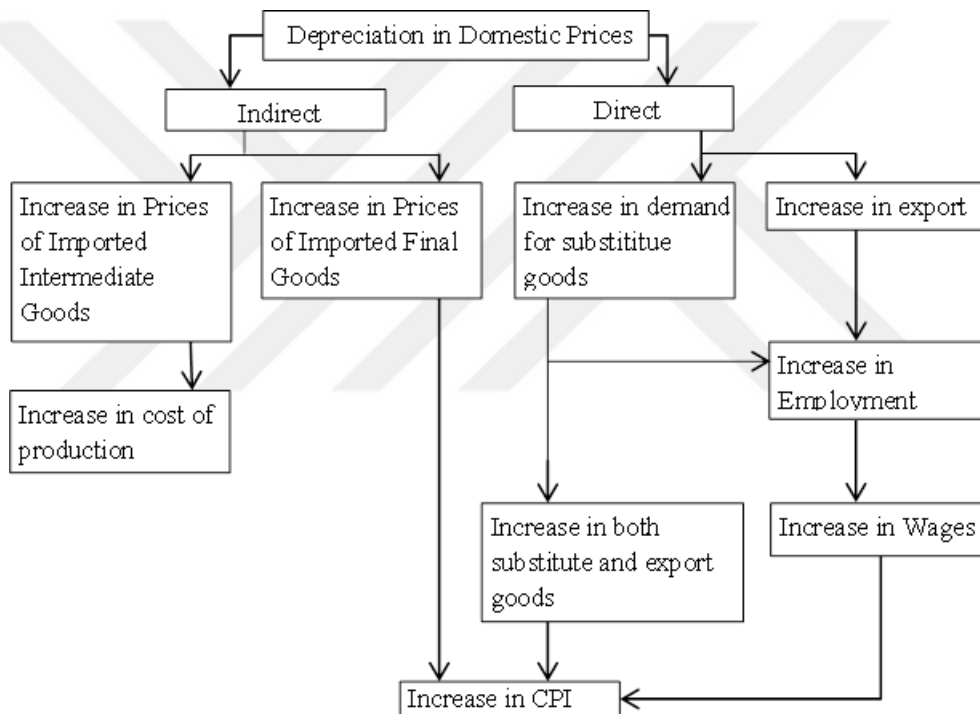 Depreciation in Domestic Prices
Indirect
Direct
Increase in Prices
of Imported
Intermediate
Goods
Increase in Prices
of Imported Final
Goods
Increase in demand
for substititue
goods
Increase in export
Increase in cost of
production
Increase in
Employment
Increase in both
substitute and export
goods
Increase in Wages
Increase in CPI